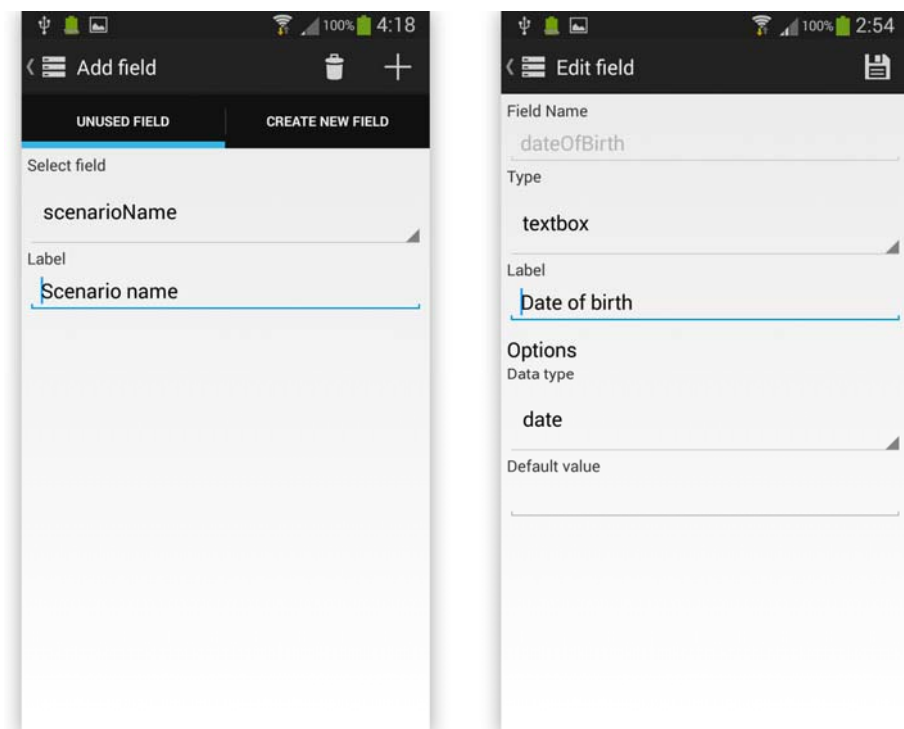 100% 4:18
Add field
UNUSED FIELD CREATE NEW FIELD
Select field
scenarioName
Label
Scenario name
100% 2:54
Edit field
Field Name
dateOfBirth
Type
textbox
Label
Date of birth
Options
Data type
date
Default value